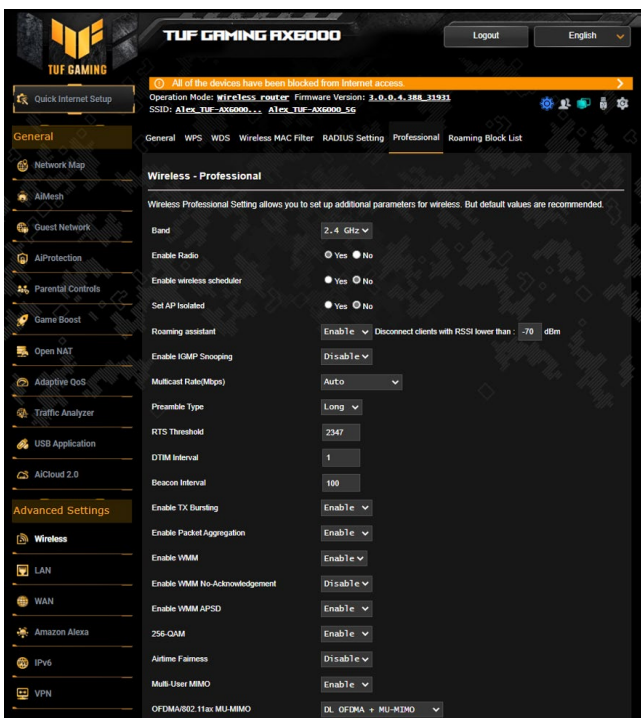 TUF GAMING
TUF GAMING AX6000
Logout
English
All of the devices have been blocked from Internet access.
Quick Internet Setup
Operation Mode: Wireless router Firmware Version: 3.0.0.4.388_31931
SSID: Alex_TUF-AX6000... Alex_TUF-AX6000_5G
General
General WPS WDS Wireless MAC Filter RADIUS Setting Professional Roaming Block List
Network Map
AiMesh
Guest Network
AiProtection
Parental Controls
Game Boost
Open NAT
Adaptive QoS
Traffic Analyzer
USB Application
AiCloud 2.0
Advanced Settings
Wireless
LAN
WAN
Amazon Alexa
IPv6
VPN
Wireless - Professional
Wireless Professional Setting allows you to set up additional parameters for wireless. But default values are recommended.
Band 2.4 GHz
Enable Radio Yes No
Enable wireless scheduler Yes No
Set AP Isolated Yes No
Roaming assistant Enable Disconnect clients with RSSI lower than : -70 dBm
Enable IGMP Snooping Disable
Multicast Rate(Mbps) Auto
Preamble Type Long
RTS Threshold 2347
DTIM Interval 1
Beacon Interval 100
Enable TX Bursting Enable
Enable Packet Aggregation Enable
Enable WMM Enable
Enable WMM No-Acknowledgement Disable
Enable WMM APSD Enable
256-QAM Enable
Airtime Fairness Disable
Multi-User MIMO Enable
OFDMA/802.11ax MU-MIMO DL OFDMA + MU-MIMO